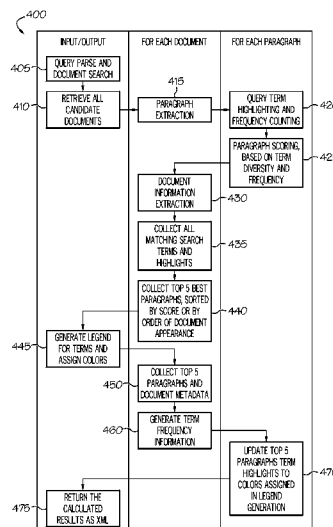 400
INPUT/OUTPUT
FOR EACH DOCUMENT
FOR EACH PARAGRAPH
405
QUERY PARSE AND
DOCUMENT SEARCH
410
RETRIEVE ALL
CANDIDATE
DOCUMENTS
415
PARAGRAPH
EXTRACTION
QUERY TERM
HIGHLIGHTING AND
FREQUENCY COUNTING
42
PARAGRAPH SCORING,
BASED ON TERM
DIVERSITY AND
FREQUENCY
42
DOCUMENT
INFORMATION
EXTRACTION
430
COLLECT ALL
MATCHING SEARCH
TERMS AND
HIGHLIGHTS
435
COLLECT TOP 5 BEST
PARAGRAPHS, SORTED
BY SCORE OR BY
ORDER OF DOCUMENT
APPEARANCE
440
445
GENERATE LEGEND
FOR TERMS AND
ASSIGN COLORS
450
COLLECT TOP 5
PARAGRAPHS AND
DOCUMENT METADATA
460
GENERATE TERM
FREQUENCY
INFORMATION
UPDATE TOP 5
PARAGRAPHS TERM
HIGHLIGHTS TO
COLORS ASSIGNED
IN LEGEND
GENERATION
47
475
RETURN THE
CALCULATED
RESULTS AS XML